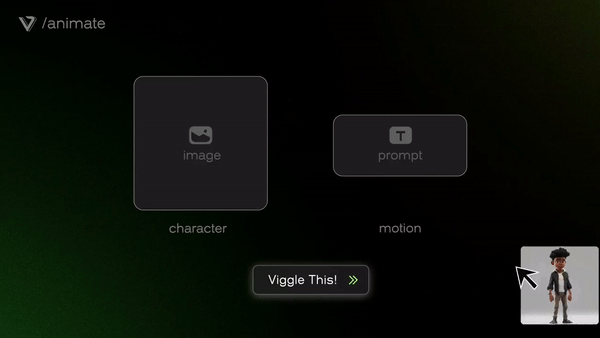 /animate
image
prompt
character
motion
Viggle This!